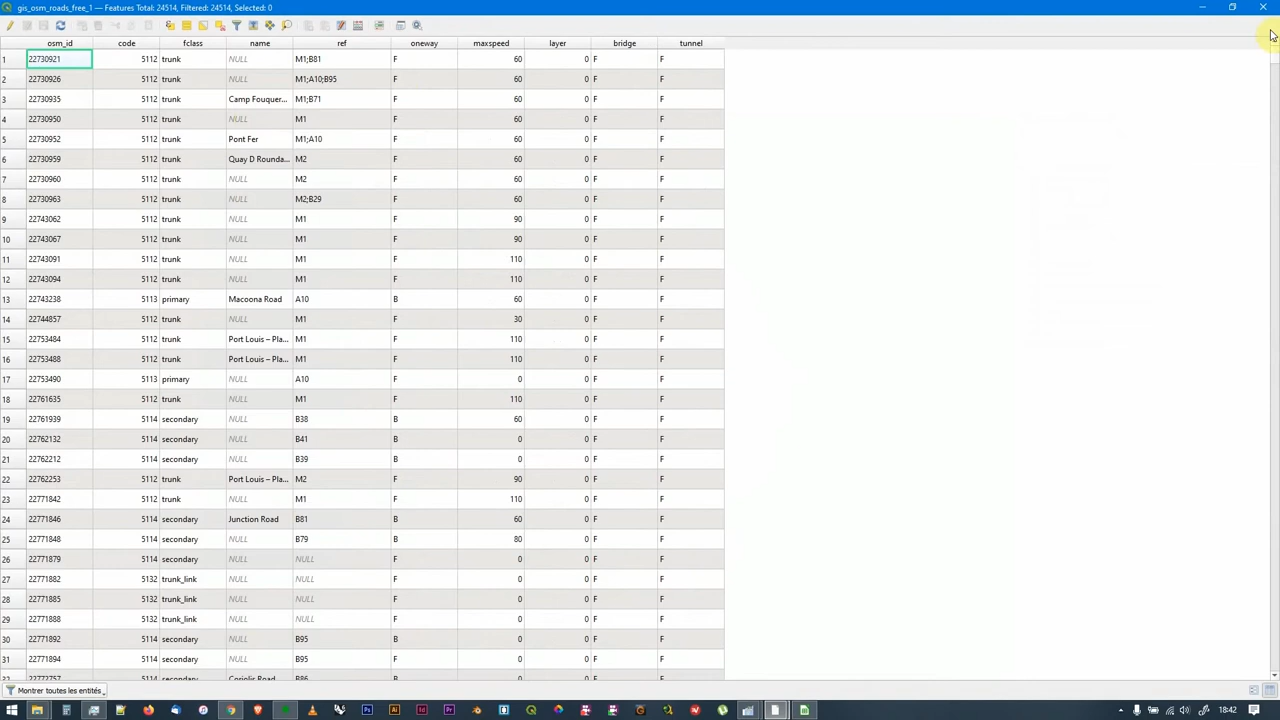 gis_osm_roads_free_1 — Features Total: 24514, Filtered: 24514, Selected: 0
osm_id code fclass name ref oneway maxspeed layer bridge tunnel
1 22730921 5112 trunk NULL M1;B81 F 60 0 F F
2 22730926 5112 trunk NULL M1;A10;B95 F 60 0 F F
3 22730935 5112 trunk Camp Fouquer... M1;B71 F 60 0 F F
4 22730950 5112 trunk NULL M1 F 60 0 F F
5 22730952 5112 trunk Pont Fer M1;A10 F 60 0 F F
6 22730959 5112 trunk Quay D Rounda... M2 F 60 0 F F
7 22730960 5112 trunk NULL M2 F 60 0 F F
8 22730963 5112 trunk NULL M2;B29 F 60 0 F F
9 22743062 5112 trunk NULL M1 F 90 0 F F
10 22743067 5112 trunk NULL M1 F 90 0 F F
11 22743091 5112 trunk NULL M1 F 110 0 F F
12 22743094 5112 trunk NULL M1 F 110 0 F F
13 22743238 5113 primary Macoona Road A10 B 60 0 F F
14 22744857 5112 trunk NULL M1 F 30 0 F F
15 22753484 5112 trunk Port Louis – Pla... M1 F 110 0 F F
16 22753488 5112 trunk Port Louis – Pla... M1 F 110 0 F F
17 22753490 5113 primary NULL A10 F 0 0 F F
18 22761635 5112 trunk NULL M1 F 110 0 F F
19 22761939 5114 secondary NULL B38 B 60 0 F F
20 22762132 5114 secondary NULL B41 B 0 0 F F
21 22762212 5114 secondary NULL B39 B 0 0 F F
22 22762253 5112 trunk Port Louis – Pla... M2 F 90 0 F F
23 22771842 5112 trunk NULL M1 F 110 0 F F
24 22771846 5114 secondary Junction Road B81 B 60 0 F F
25 22771848 5114 secondary NULL B79 B 80 0 F F
26 22771879 5114 secondary NULL NULL F 0 0 F F
27 22771882 5132 trunk_link NULL NULL F 0 0 F F
28 22771885 5132 trunk_link NULL NULL F 0 0 F F
29 22771888 5132 trunk_link NULL NULL F 0 0 F F
30 22771892 5114 secondary NULL B95 B 0 0 F F
31 22771894 5114 secondary NULL B95 F 0 0 F F
32 22772757 5114 secondary Coriolis Road B86 B 0 0 F F
Montrer toutes les entités
18:42